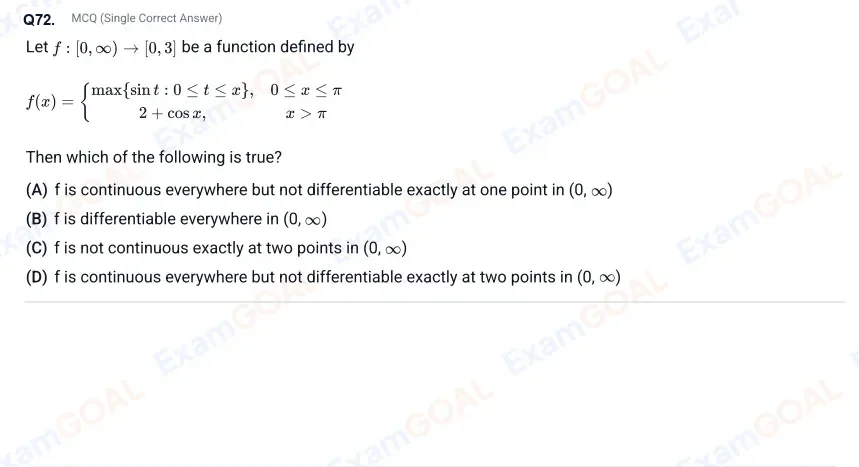 Q72. MCQ (Single Correct Answer)
Let f : [0, ∞) → [0, 3] be a function defined by
f(x) = { max{sin t : 0 ≤ t ≤ x}, 0 ≤ x ≤ π
2 + cos x, x > π
Then which of the following is true?
(A) f is continuous everywhere but not differentiable exactly at one point in (0, ∞)
(B) f is differentiable everywhere in (0, ∞)
(C) f is not continuous exactly at two points in (0, ∞)
(D) f is continuous everywhere but not differentiable exactly at two points in (0, ∞)
ExamGOAL